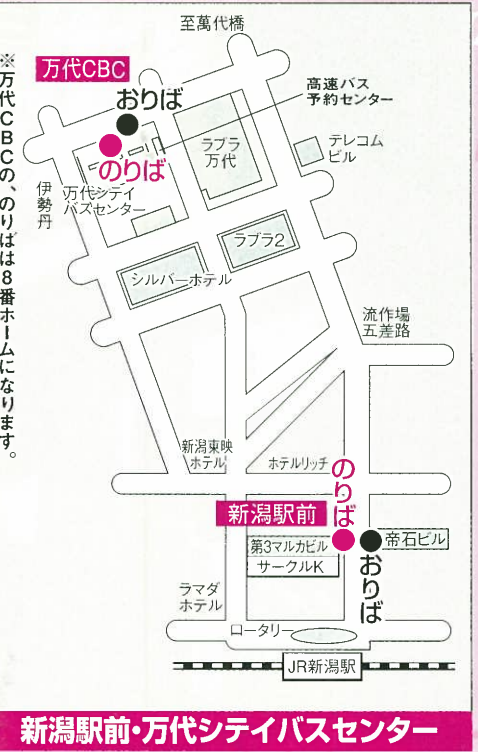 至萬代橋
万代CBC
おりば
高速バス
予約センター
のりば
ラブラ
万代
テレコム
ビル
伊勢丹
万代シテイ
バスセンター
ラブラ2
シルバーホテル
流作場
五差路
※万代CBCの、のりばは8番ホームになります。
新潟東映
ホテル
ホテルリッチ
のりば
新潟駅前
第3マルカビル
サークルK
帝石ビル
おりば
ラマダ
ホテル
ロータリー
JR新潟駅
新潟駅前・万代シテイバスセンター